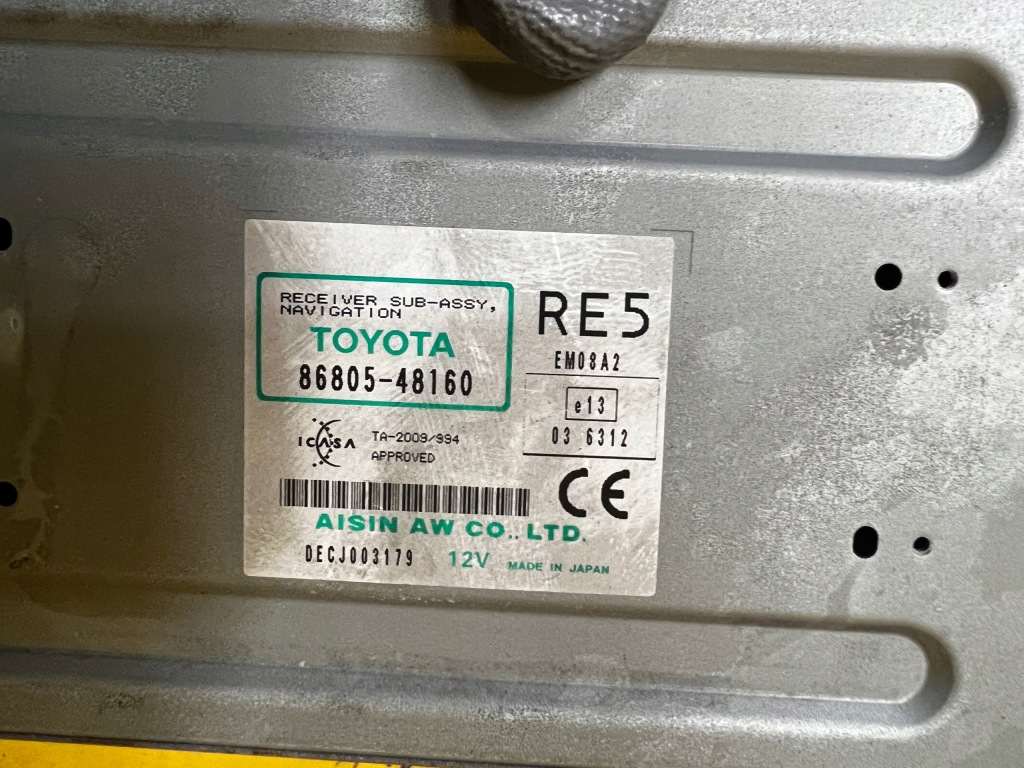 RECEIVER SUB-ASSY,
NAVIGATION
TOYOTA
86805-48160
RE5
EM08A2
e13
03 6312
ICASA
TA-2009/994
APPROVED
CE
AISIN AW CO., LTD.
DECJ003179 12V MADE IN JAPAN